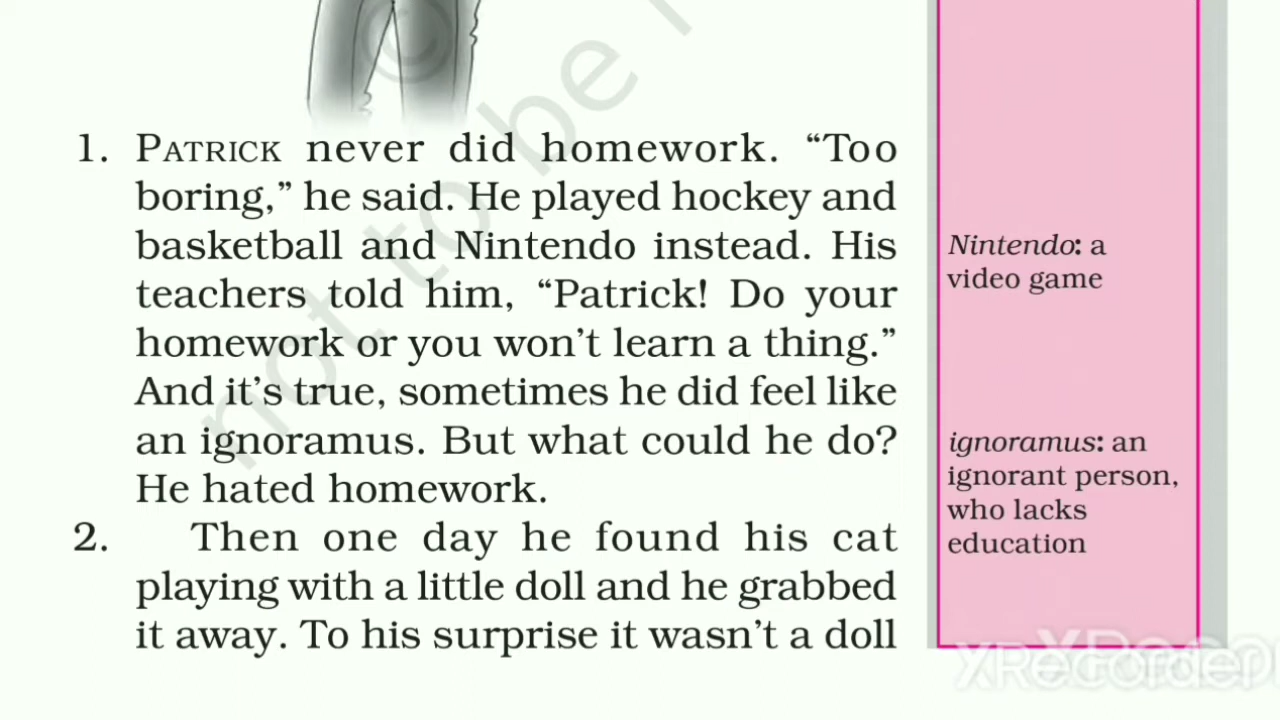 1. PATRICK never did homework. “Too
boring,” he said. He played hockey and
basketball and Nintendo instead. His
teachers told him, “Patrick! Do your
homework or you won’t learn a thing.”
And it’s true, sometimes he did feel like
an ignoramus. But what could he do?
He hated homework.
2. Then one day he found his cat
playing with a little doll and he grabbed
it away. To his surprise it wasn’t a doll
Nintendo: a
video game
ignoramus: an
ignorant person,
who lacks
education
©
not to be
XRecorder